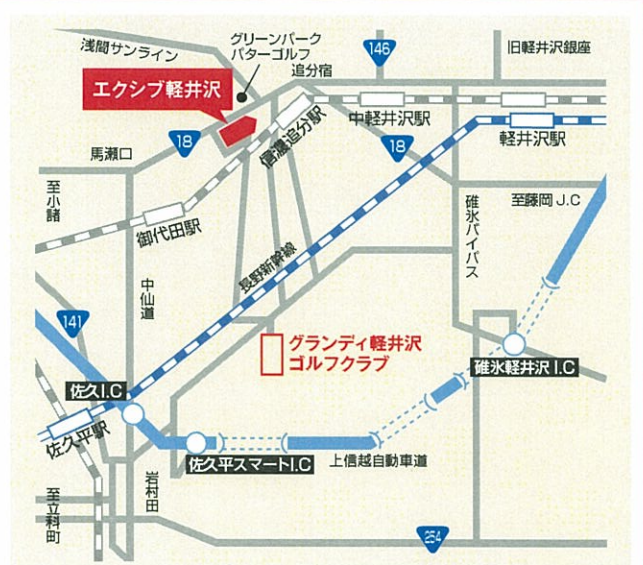 浅間サンライン
グリーンパーク
パターゴルフ
追分宿
146
旧軽井沢銀座
エクシブ軽井沢
18
馬瀬口
信濃追分駅
中軽井沢駅
18
軽井沢駅
至小諸
御代田駅
中仙道
長野新幹線
碓氷バイパス
至藤岡J.C
141
グランディ軽井沢
ゴルフクラブ
佐久I.C
碓氷軽井沢I.C
佐久平駅
佐久平スマートI.C
上信越自動車道
岩村田
至立科町
254